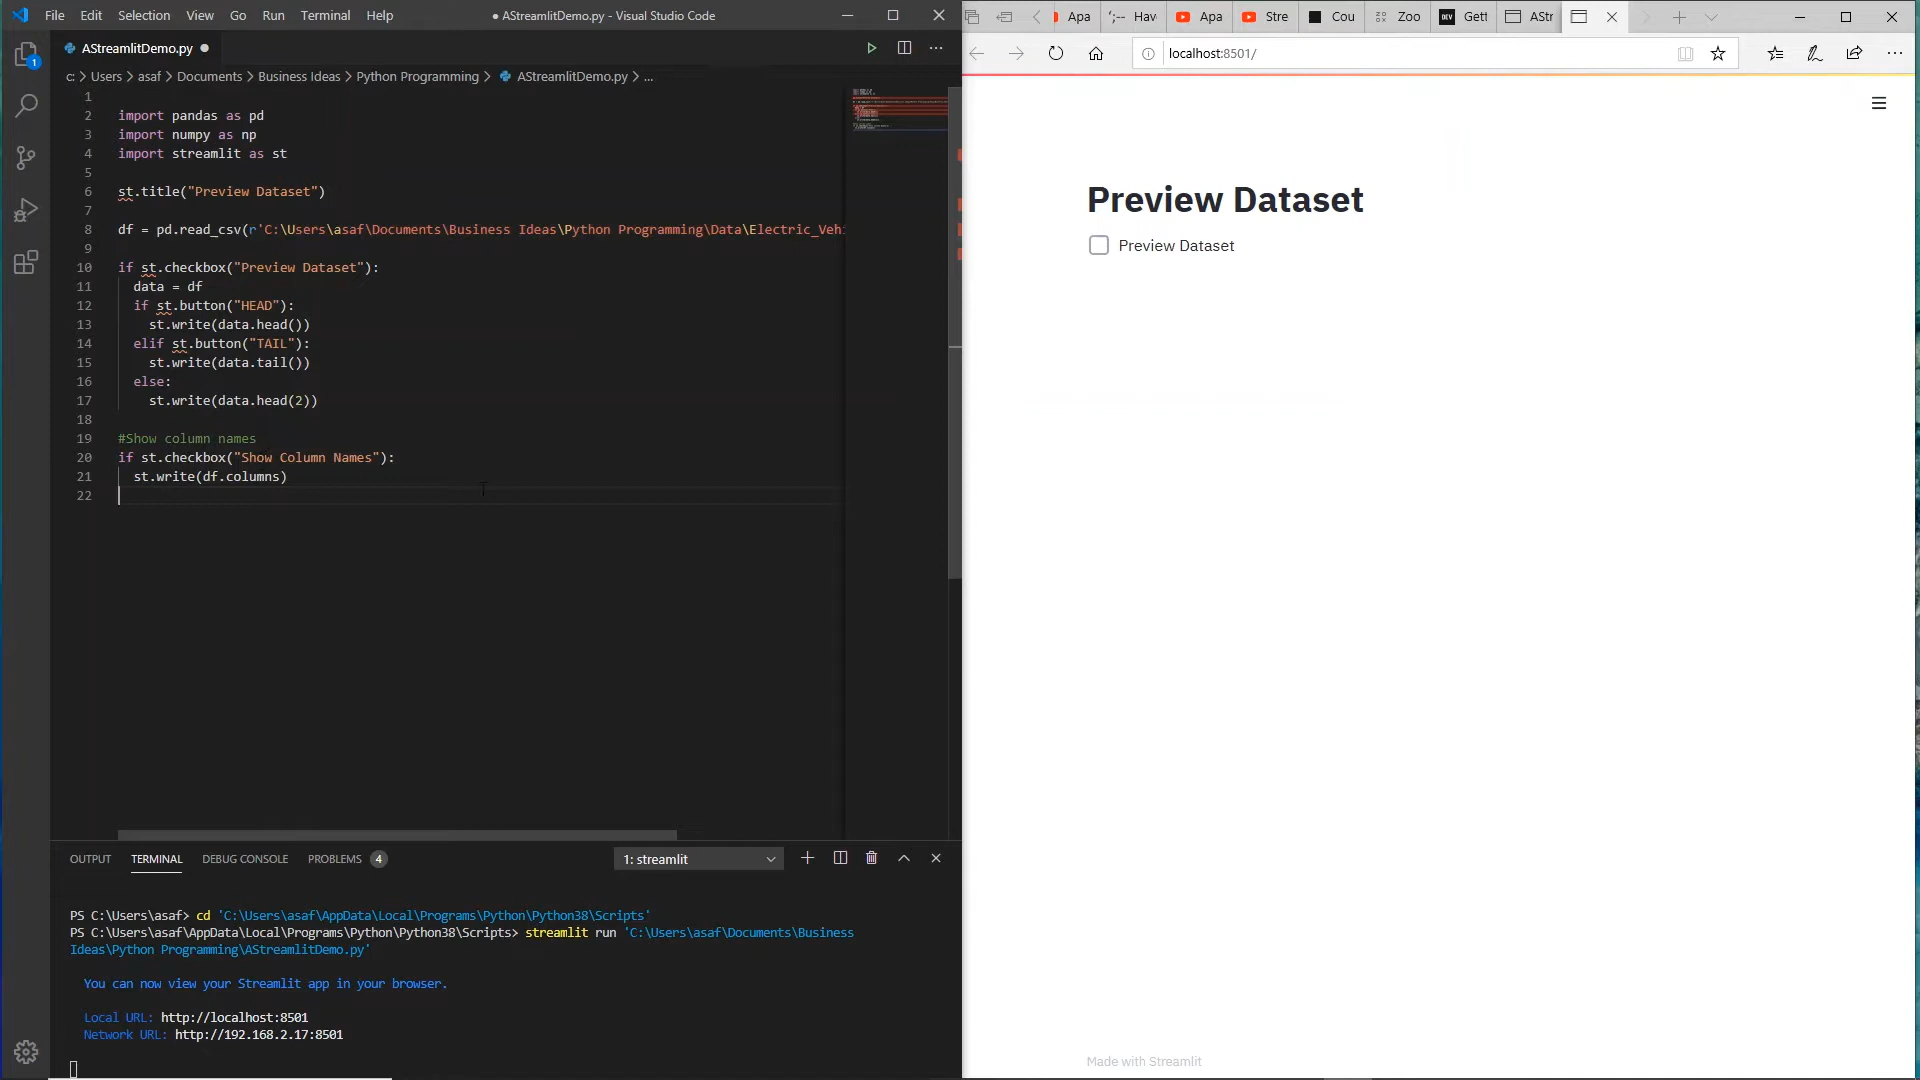 File Edit Selection View Go Run Terminal Help
● AStreamlitDemo.py - Visual Studio Code
AStreamlitDemo.py ●
c: > Users > asaf > Documents > Business Ideas > Python Programming > AStreamlitDemo.py > ...
1
2 import pandas as pd
3 import numpy as np
4 import streamlit as st
5
6 st.title("Preview Dataset")
7
8 df = pd.read_csv(r'C:\Users\asaf\Documents\Business Ideas\Python Programming\Data\Electric_Vehi
9
10 if st.checkbox("Preview Dataset"):
11 data = df
12 if st.button("HEAD"):
13 st.write(data.head())
14 elif st.button("TAIL"):
15 st.write(data.tail())
16 else:
17 st.write(data.head(2))
18
19 #Show column names
20 if st.checkbox("Show Column Names"):
21 st.write(df.columns)
22
1
OUTPUT TERMINAL DEBUG CONSOLE PROBLEMS 4
1: streamlit
PS C:\Users\asaf> cd 'C:\Users\asaf\AppData\Local\Programs\Python\Python38\Scripts'
PS C:\Users\asaf\AppData\Local\Programs\Python\Python38\Scripts> streamlit run 'C:\Users\asaf\Documents\Business
Ideas\Python Programming\AStreamlitDemo.py'
You can now view your Streamlit app in your browser.
Local URL: http://localhost:8501
Network URL: http://192.168.2.17:8501
Apa Hav Apa Stre Cou Zoo DEV Gett AStr
localhost:8501/
Preview Dataset
Preview Dataset
Made with Streamlit